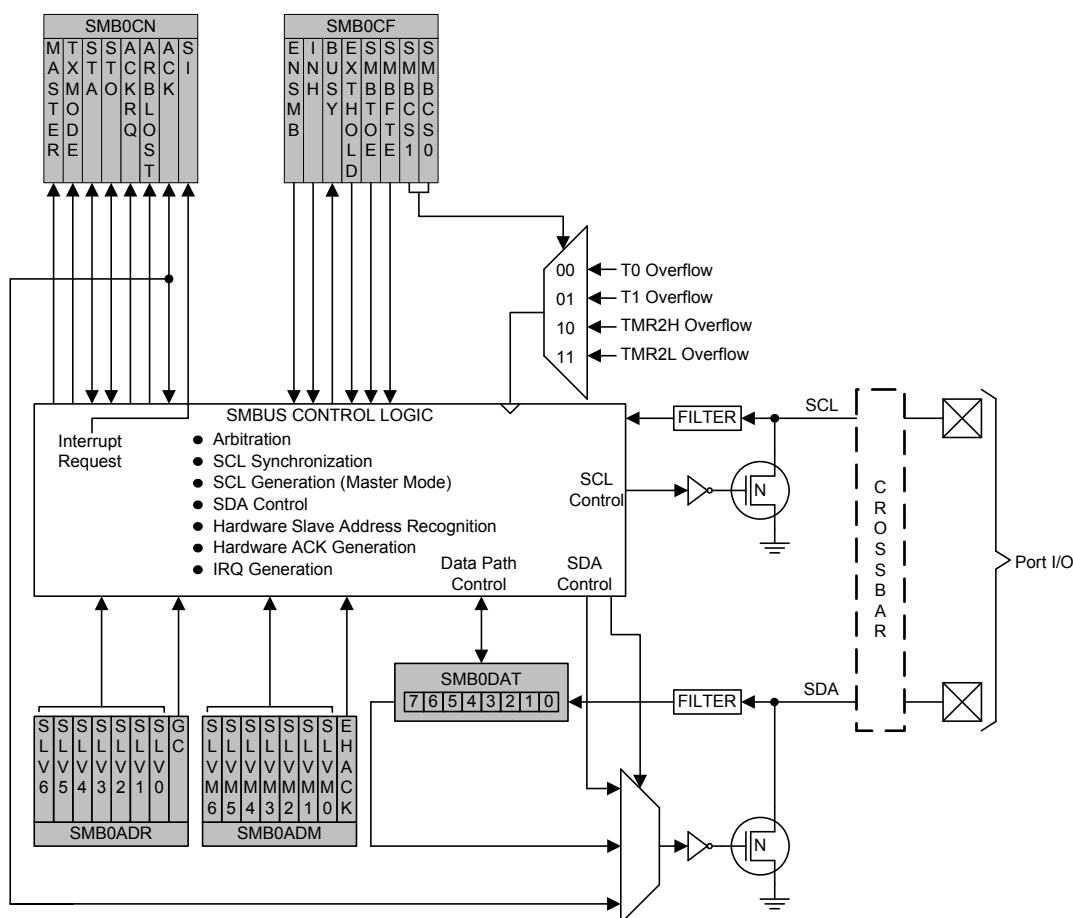 SMB0CN
MASTER
TXMODE
STA
STO
ACKRQ
ARBLOST
ACK
SI
SMB0CF
ENSMB
INH
BUSY
EXTHOLD
SMBTOE
SMBFTE
SMBCS1
SMBCS0
00
T0 Overflow
01
T1 Overflow
10
TMR2H Overflow
11
TMR2L Overflow
SMBUS CONTROL LOGIC
Interrupt
Request
● Arbitration
● SCL Synchronization
● SCL Generation (Master Mode)
● SDA Control
● Hardware Slave Address Recognition
● Hardware ACK Generation
● IRQ Generation
SCL
Control
Data Path
Control
SDA
Control
FILTER
SCL
N
CROSSBAR
Port I/O
SMB0DAT
7 6 5 4 3 2 1 0
FILTER
SDA
N
SLV6
SLV5
SLV4
SLV3
SLV2
SLV1
SLV0
GC
SMB0ADR
SLVM6
SLVM5
SLVM4
SLVM3
SLVM2
SLVM1
SLVM0
EHACK
SMB0ADM